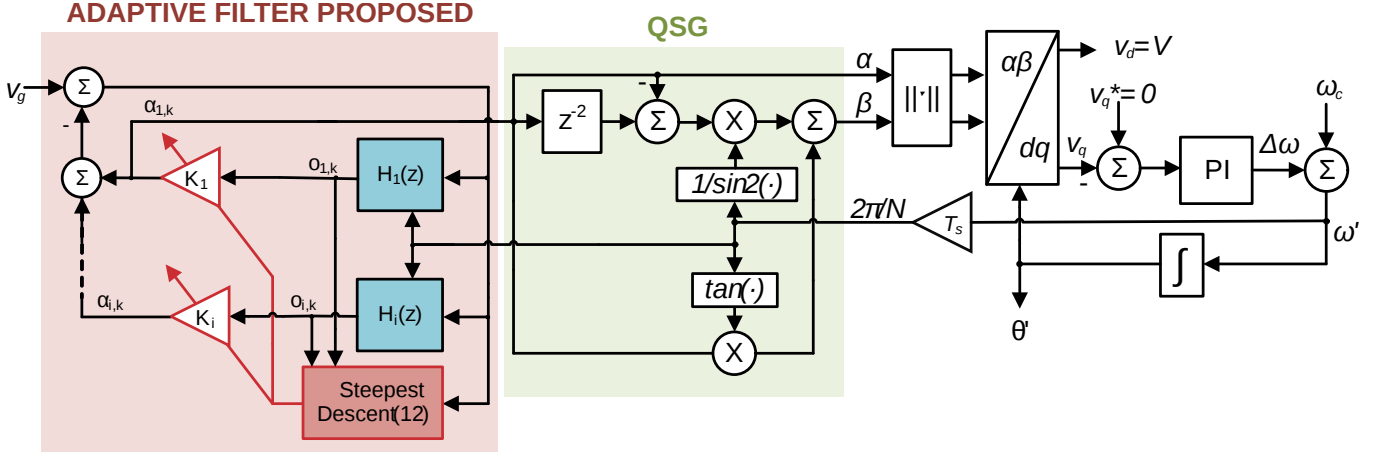 ADAPTIVE FILTER PROPOSED
QSG
v_g
Σ
-
α_{1,k}
Σ
K_1
o_{1,k}
H_1(z)
α_{i,k}
K_i
o_{i,k}
H_i(z)
Steepest
Descent(12)
z^{-2}
-
Σ
X
Σ
1/sin2(·)
tan(·)
X
α
β
||·||
αβ
dq
v_d=V
v_q*=0
v_q
-
Σ
PI
Δω
ω_c
Σ
ω'
2π/N
T_s
∫
θ'